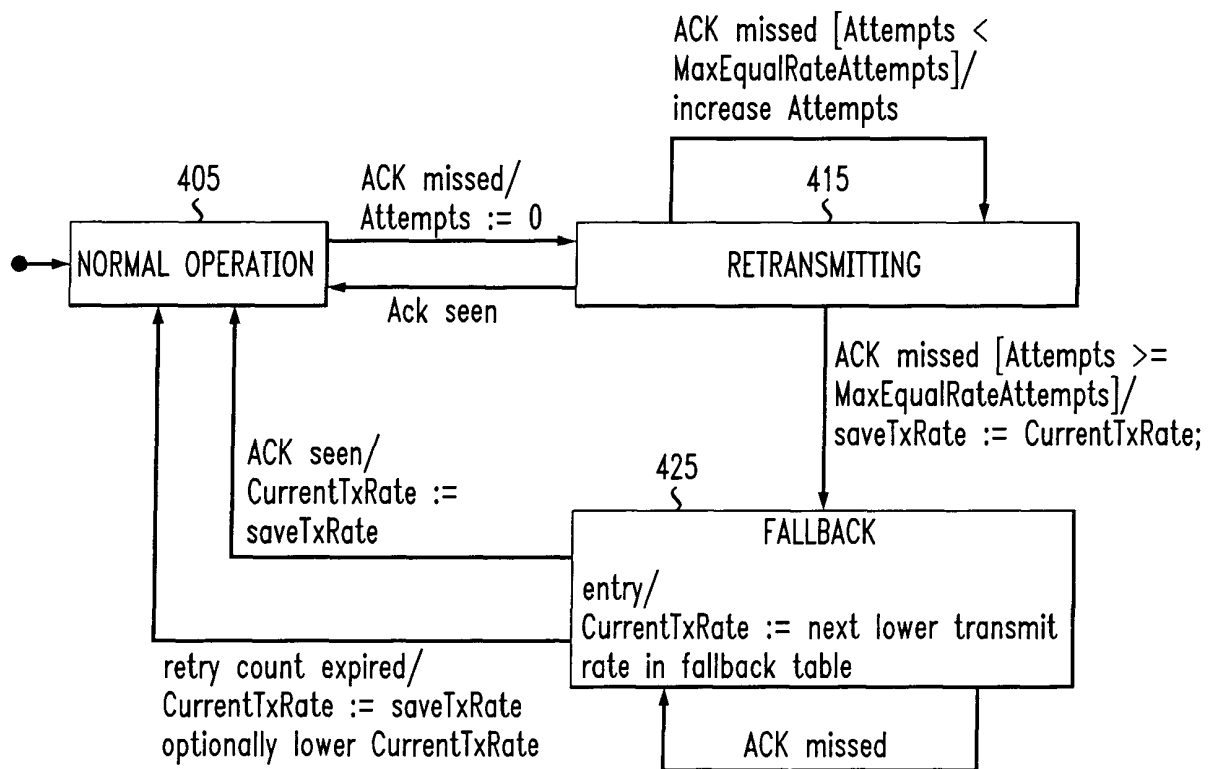 ACK missed [Attempts <
MaxEqualRateAttempts]/
increase Attempts
405
ACK missed/
Attempts := 0
415
NORMAL OPERATION
RETRANSMITTING
Ack seen
ACK missed [Attempts >=
MaxEqualRateAttempts]/
saveTxRate := CurrentTxRate;
ACK seen/
CurrentTxRate :=
saveTxRate
425
FALLBACK
entry/
CurrentTxRate := next lower transmit
rate in fallback table
retry count expired/
CurrentTxRate := saveTxRate
optionally lower CurrentTxRate
ACK missed